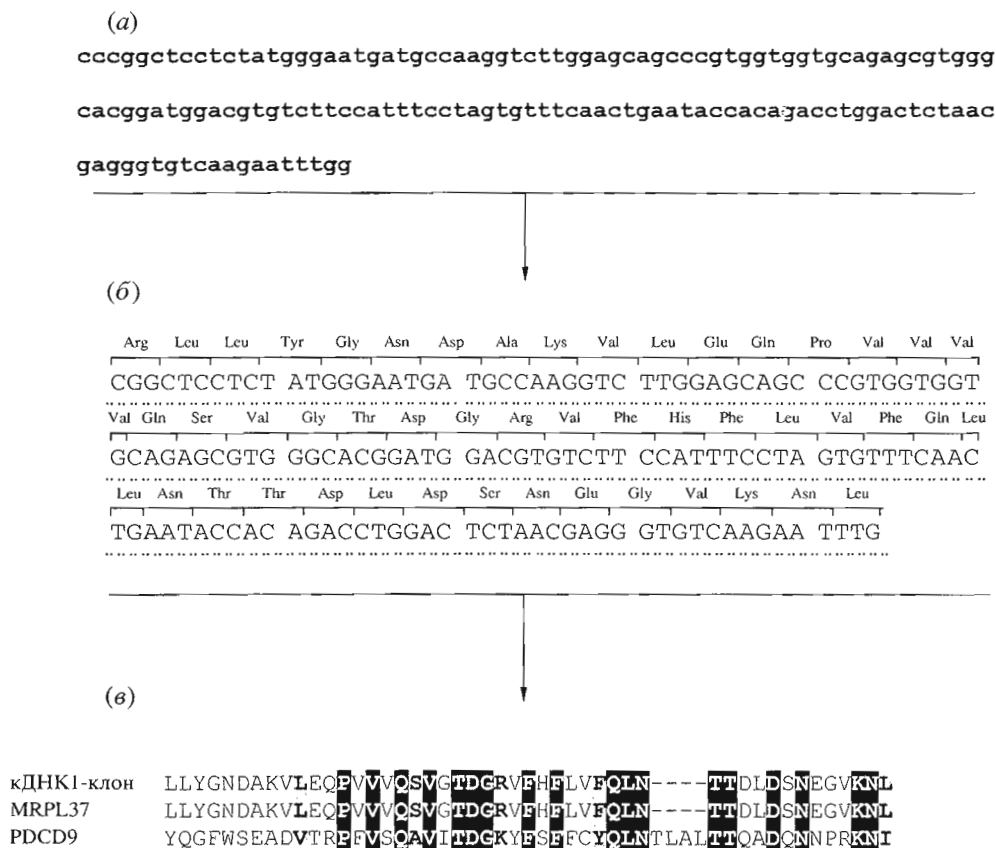 (а)
cccggctcctctatgggaatgatgccaaggtcttggagcagcccgtggtggtgcagagcgtggg
cacggatggacgtgtcttccatttcctagtgtttcaactgaataccacagacctggactctaac
gagggtgtcaagaatttgg
(б)
Arg Leu Leu Tyr Gly Asn Asp Ala Lys Val Leu Glu Gln Pro Val Val Val
CGGCTCCTCT ATGGGAATGA TGCCAAGGTC TTGGAGCAGC CCGTGGTGGT
Val Gln Ser Val Gly Thr Asp Gly Arg Val Phe His Phe Leu Val Phe Gln Leu
GCAGAGCGTG GGCACGGATG GACGTGTCTT CCATTTCCTA GTGTTTCAAC
Leu Asn Thr Thr Asp Leu Asp Ser Asn Glu Gly Val Lys Asn Leu
TGAATACCAC AGACCTGGAC TCTAACGAGG GTGTCAAGAA TTTG
(в)
кДНК1-клон LLYGNDAKVLEQPVVVQSVGTDGRVFHFLVFQLN----TTDLDSNEGVKNL
MRPL37 LLYGNDAKVLEQPVVVQSVGTDGRVFHFLVFQLN----TTDLDSNEGVKNL
PDCD9 YQGFWSEADVTRPFVSQAVITDGKYFSFFCYQLNTLALTTQADQNNPRKNI